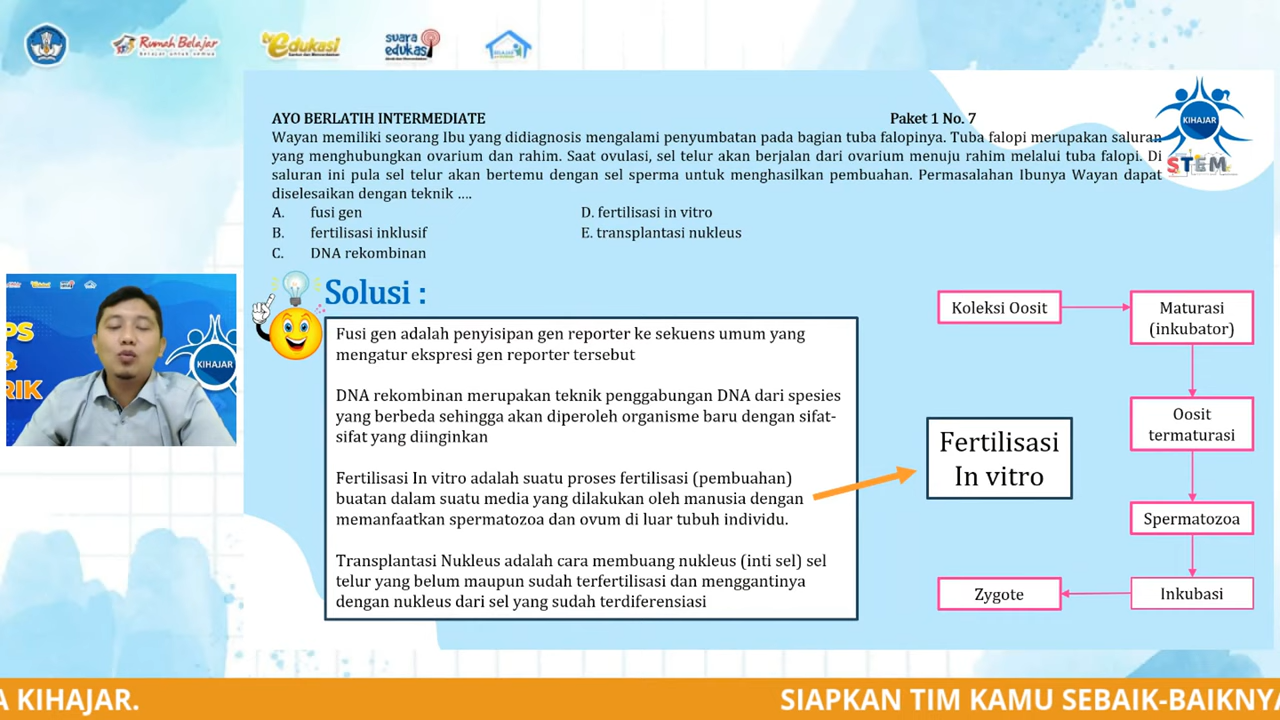 Rumah Belajar
Belajar untuk semua
tv edukasi
suara
edukasi
KIHAJAR
STEM
AYO BERLATIH INTERMEDIATE Paket 1 No. 7
Wayan memiliki seorang Ibu yang didiagnosis mengalami penyumbatan pada bagian tuba falopinya. Tuba falopi merupakan saluran
yang menghubungkan ovarium dan rahim. Saat ovulasi, sel telur akan berjalan dari ovarium menuju rahim melalui tuba falopi. Di
saluran ini pula sel telur akan bertemu dengan sel sperma untuk menghasilkan pembuahan. Permasalahan Ibunya Wayan dapat
diselesaikan dengan teknik ....
A. fusi gen D. fertilisasi in vitro
B. fertilisasi inklusif E. transplantasi nukleus
C. DNA rekombinan
Solusi :
Fusi gen adalah penyisipan gen reporter ke sekuens umum yang
mengatur ekspresi gen reporter tersebut
DNA rekombinan merupakan teknik penggabungan DNA dari spesies
yang berbeda sehingga akan diperoleh organisme baru dengan sifat-
sifat yang diinginkan
Fertilisasi In vitro adalah suatu proses fertilisasi (pembuahan)
buatan dalam suatu media yang dilakukan oleh manusia dengan
memanfaatkan spermatozoa dan ovum di luar tubuh individu.
Transplantasi Nukleus adalah cara membuang nukleus (inti sel) sel
telur yang belum maupun sudah terfertilisasi dan menggantinya
dengan nukleus dari sel yang sudah terdiferensiasi
Fertilisasi
In vitro
Koleksi Oosit
Maturasi
(inkubator)
Oosit
termaturasi
Spermatozoa
Inkubasi
Zygote
PS
&
RIK
KIHAJAR
A KIHAJAR. SIAPKAN TIM KAMU SEBAIK-BAIKNYA